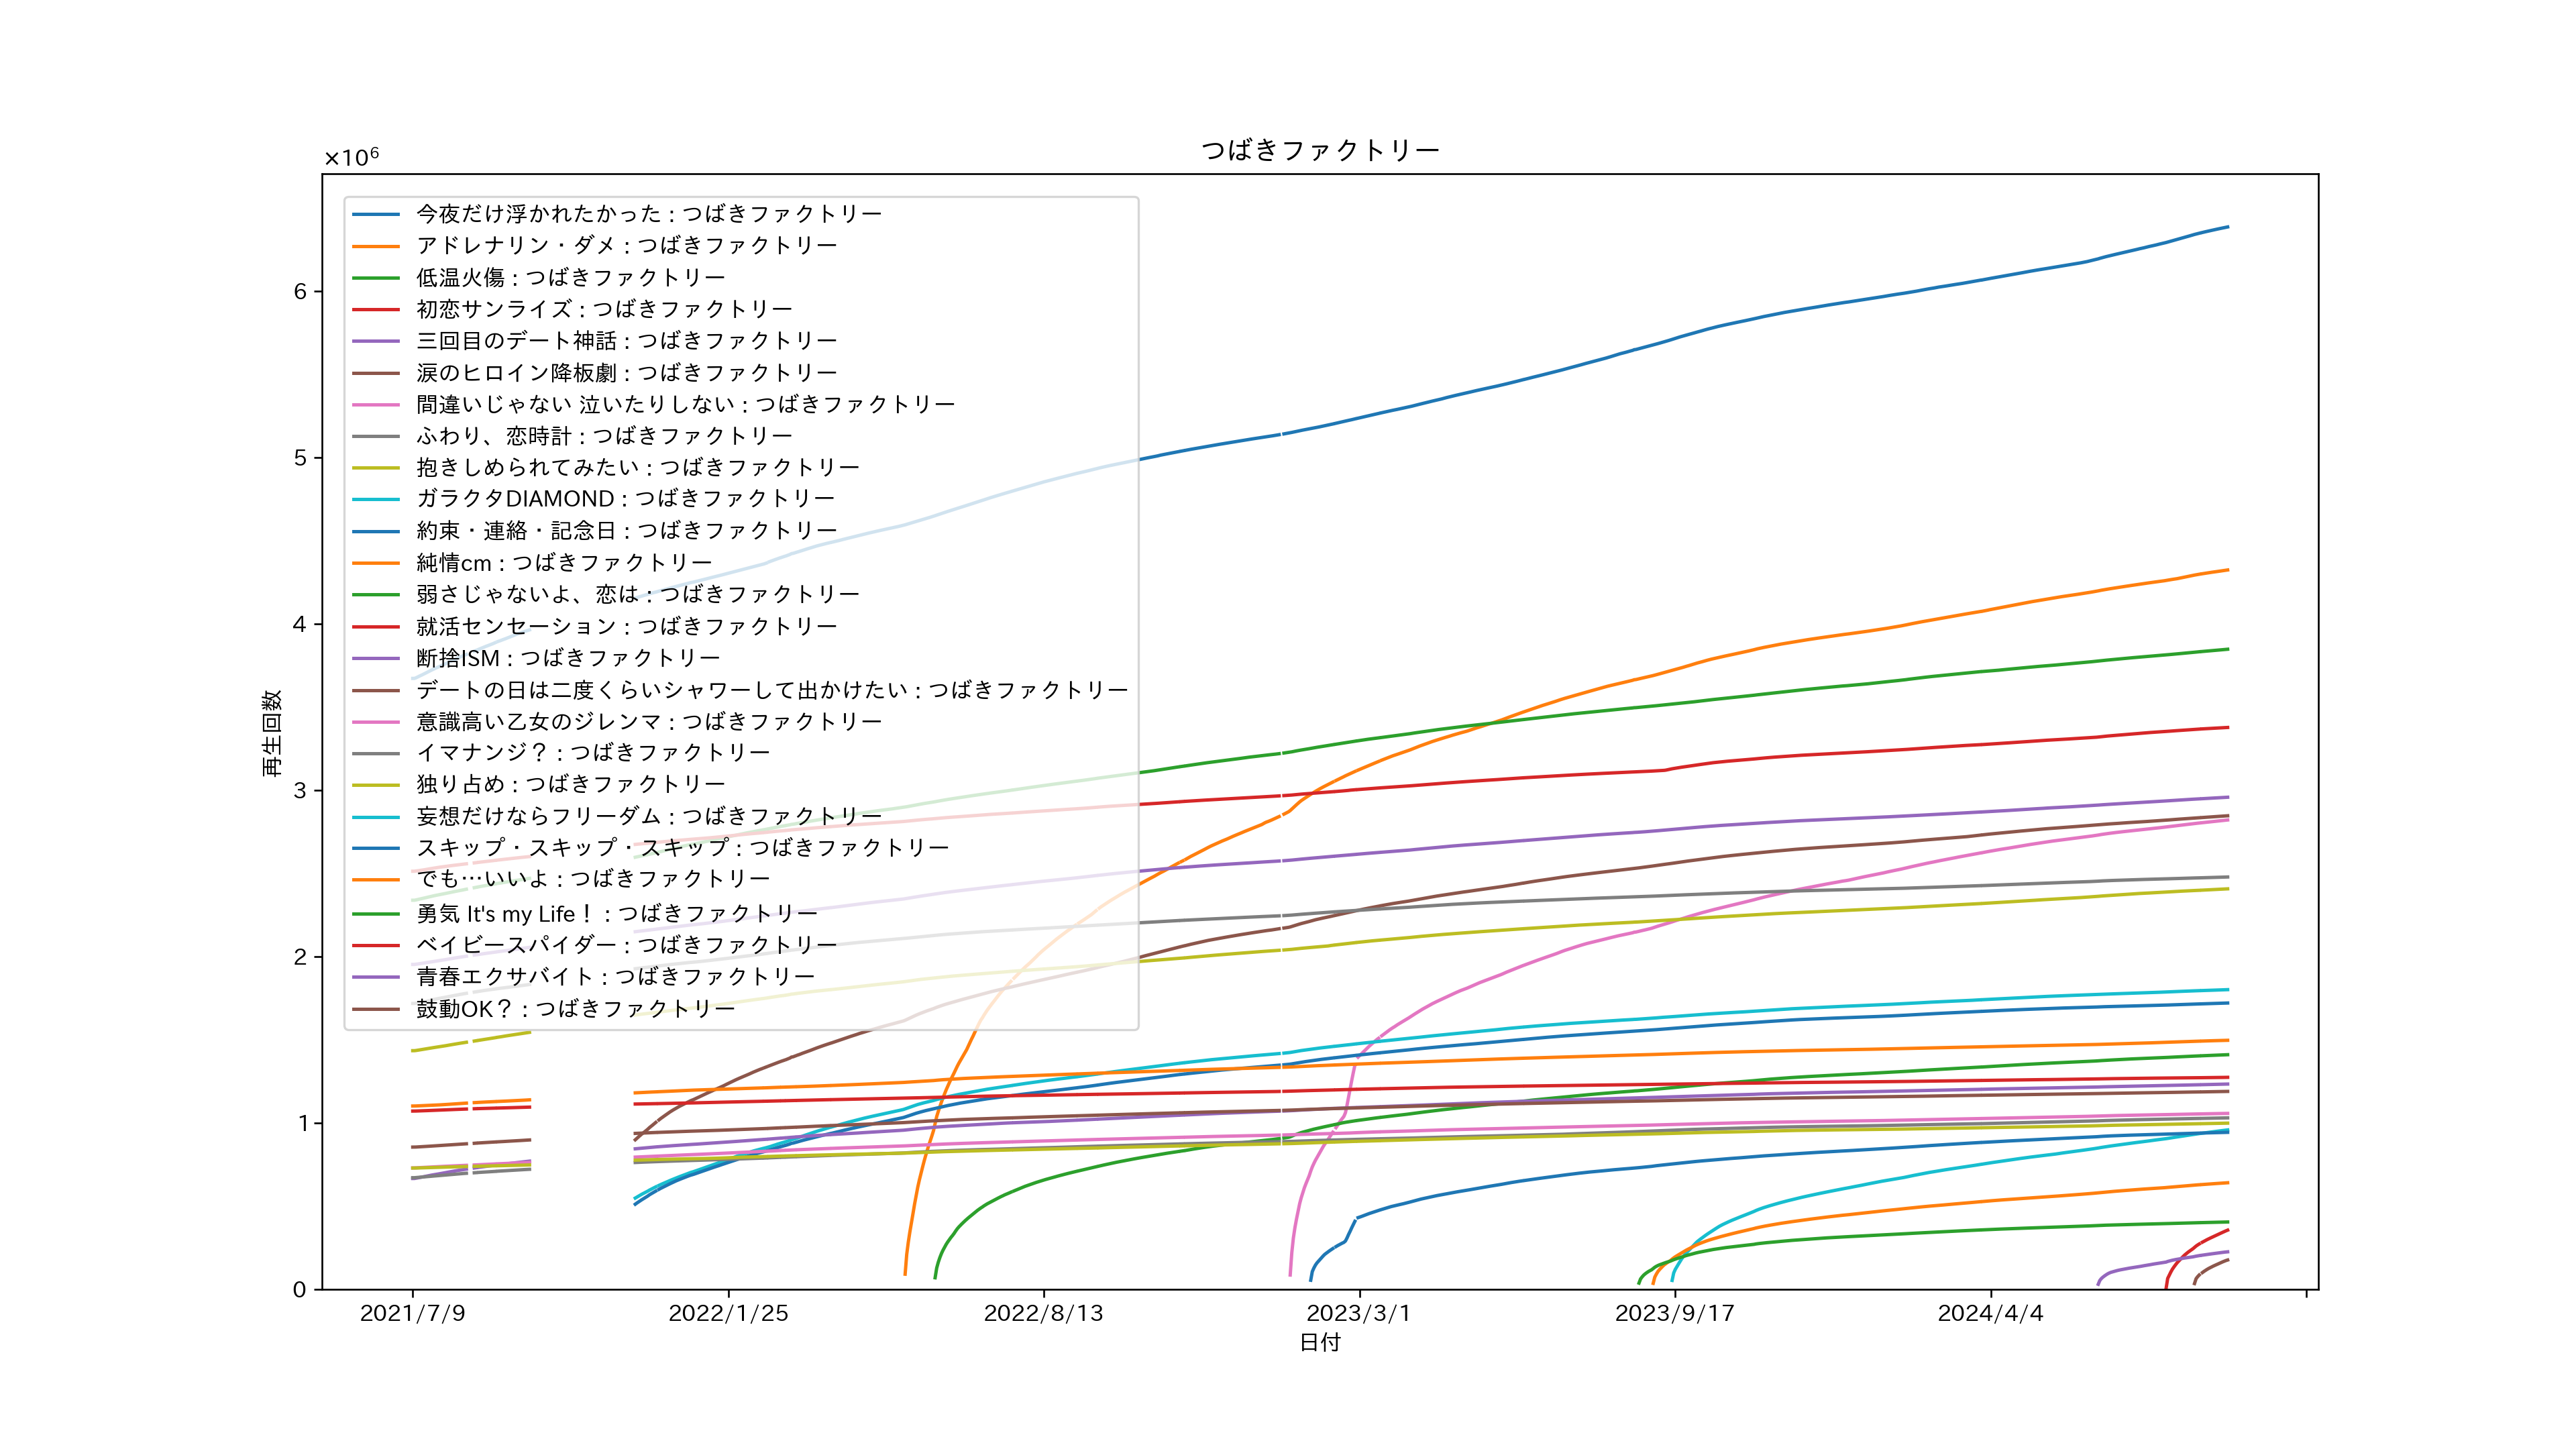 つばきファクトリー
×10⁶
今夜だけ浮かれたかった : つばきファクトリー
アドレナリン・ダメ : つばきファクトリー
低温火傷 : つばきファクトリー
初恋サンライズ : つばきファクトリー
三回目のデート神話 : つばきファクトリー
涙のヒロイン降板劇 : つばきファクトリー
間違いじゃない 泣いたりしない : つばきファクトリー
ふわり、恋時計 : つばきファクトリー
抱きしめられてみたい : つばきファクトリー
ガラクタDIAMOND : つばきファクトリー
約束・連絡・記念日 : つばきファクトリー
純情cm : つばきファクトリー
弱さじゃないよ、恋は : つばきファクトリー
就活センセーション : つばきファクトリー
断捨ISM : つばきファクトリー
デートの日は二度くらいシャワーして出かけたい : つばきファクトリー
意識高い乙女のジレンマ : つばきファクトリー
イマナンジ？ : つばきファクトリー
独り占め : つばきファクトリー
妄想だけならフリーダム : つばきファクトリー
スキップ・スキップ・スキップ : つばきファクトリー
でも…いいよ : つばきファクトリー
勇気 It's my Life！ : つばきファクトリー
ベイビースパイダー : つばきファクトリー
青春エクサバイト : つばきファクトリー
鼓動OK？ : つばきファクトリー
再生回数
6
5
4
3
2
1
0
2021/7/9 2022/1/25 2022/8/13 2023/3/1 2023/9/17 2024/4/4
日付